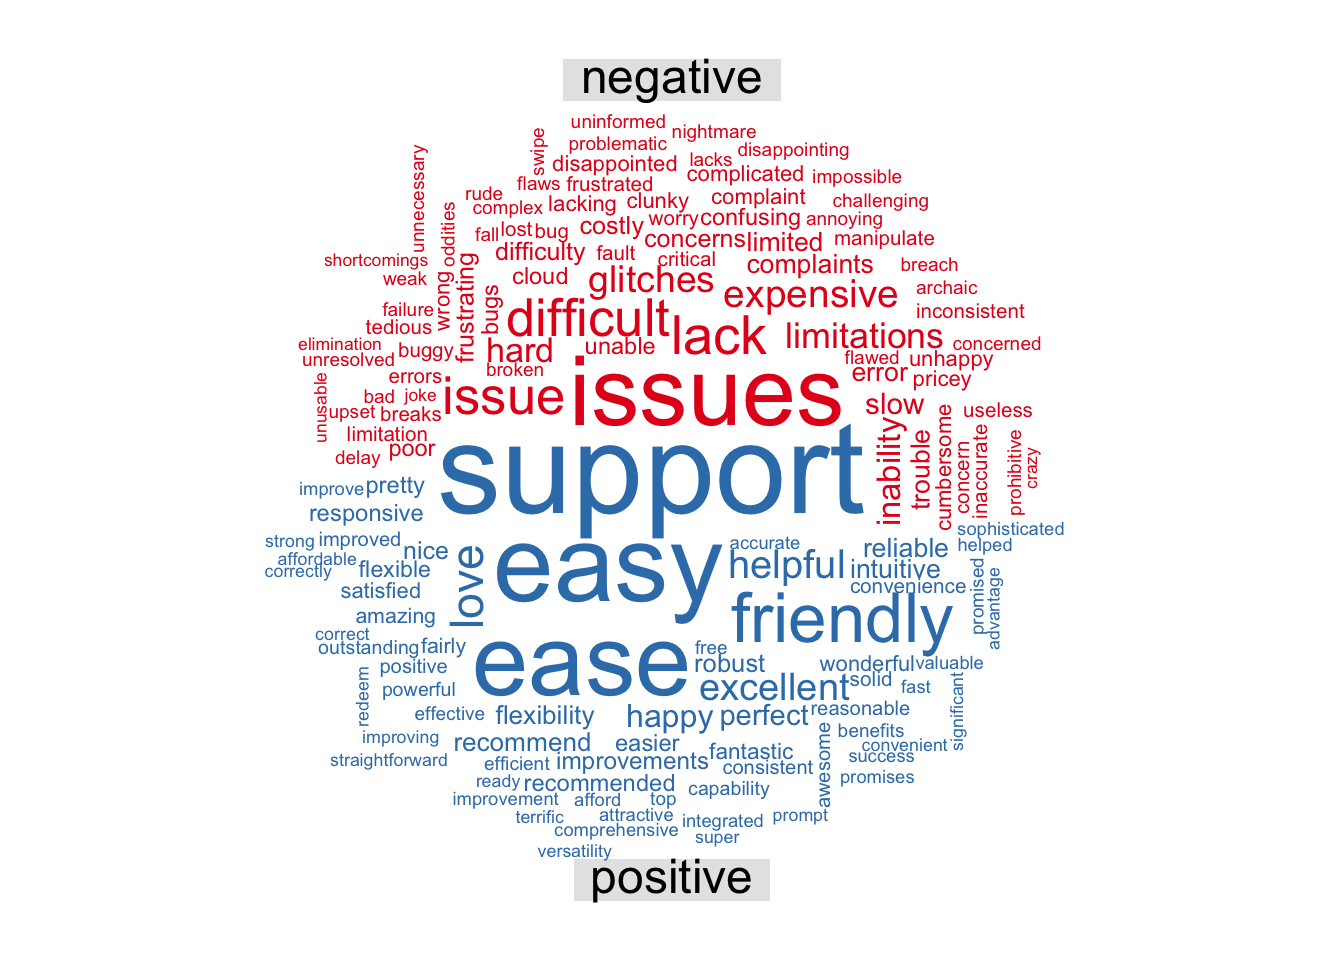 negative
uninformed
nightmare
swipe
problematic
disappointing
unnecessary
disappointed
lacks
complicated
impossible
flaws
frustrated
rude
complex
lacking
clunky
complaint
challenging
oddities
fall
lost
bug
costly
worry
confusing
annoying
shortcomings
difficulty
fault
concerns
limited
manipulate
critical
weak
wrong
frustrating
cloud
glitches
complaints
breach
bugs
expensive
archaic
failure
tedious
difficult
lack
limitations
inconsistent
elimination
unresolved
buggy
hard
unable
concerned
flawed
unhappy
broken
errors
error
pricey
unusable
bad
joke
issue
issues
slow
upset
breaks
useless
limitation
poor
delay
inability
trouble
cumbersome
concern
inaccurate
prohibitive
crazy
support
improve
pretty
responsive
sophisticated
strong
improved
nice
accurate
reliable
helped
affordable
correctly
flexible
love
easy
helpful
intuitive
satisfied
convenience
promised
advantage
amazing
friendly
correct
outstanding
fairly
ease
free
positive
robust
wonderful
valuable
powerful
excellent
solid
fast
redeem
effective
flexibility
happy
perfect
reasonable
significant
improving
recommend
easier
fantastic
awesome
benefits
convenient
straightforward
efficient
improvements
consistent
success
ready
recommended
capability
promises
improvement
afford
top
terrific
attractive
integrated
prompt
comprehensive
super
versatility
positive